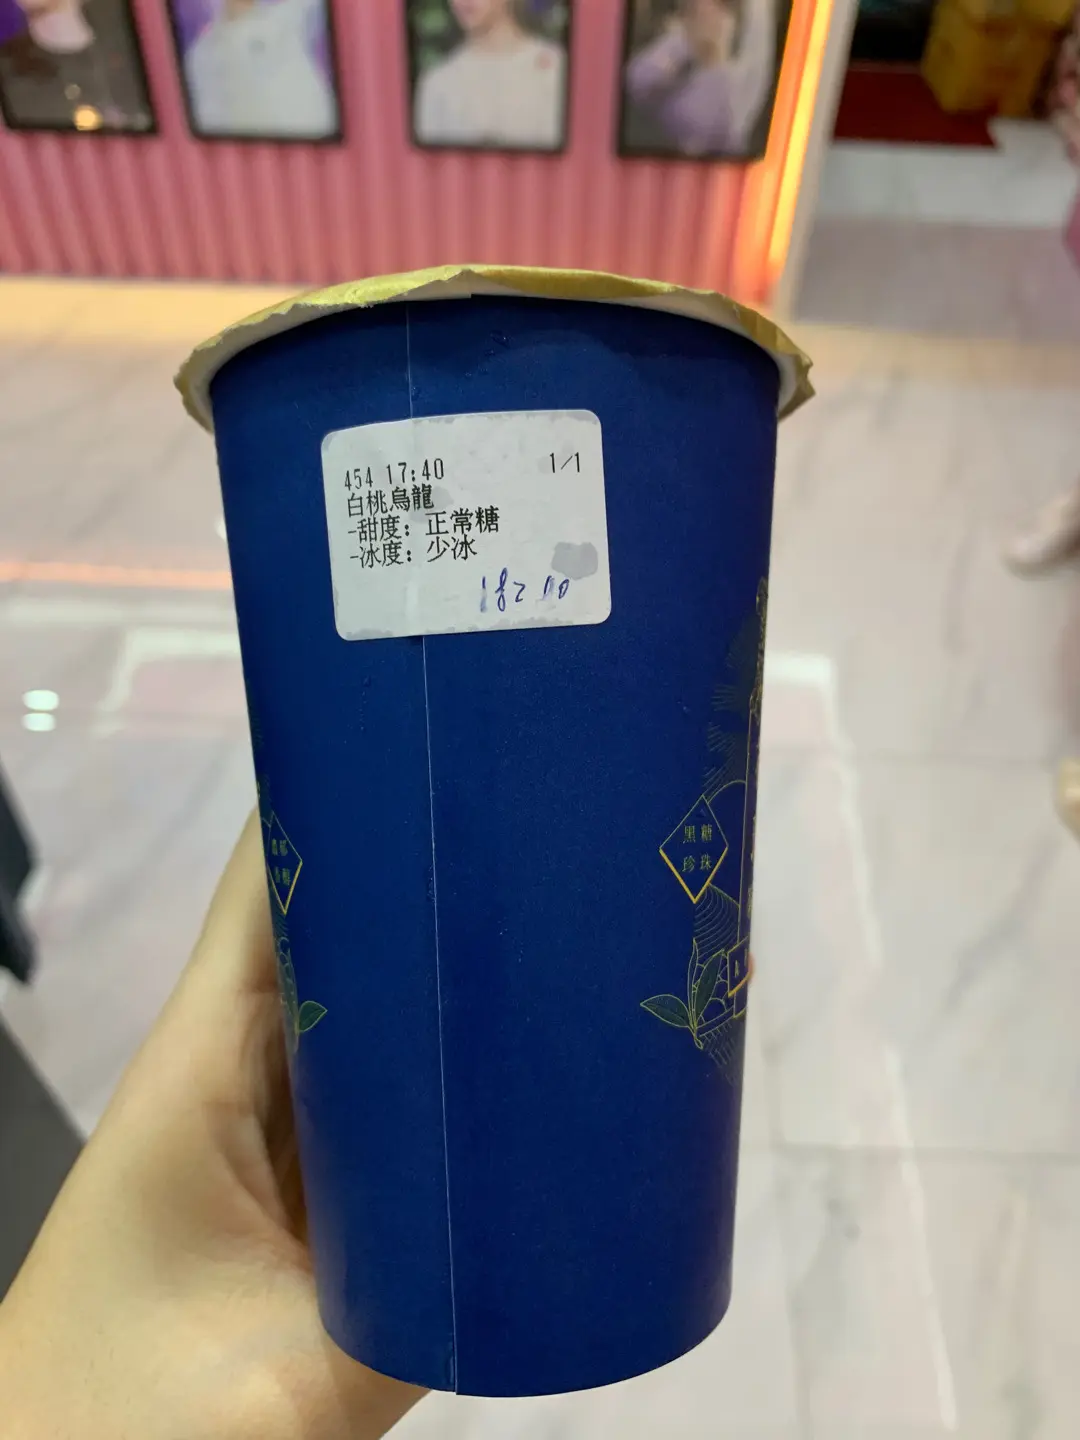 454 17:40 1/1
白桃烏龍
-甜度: 正常糖
-冰度: 少冰
黑糖
珍珠